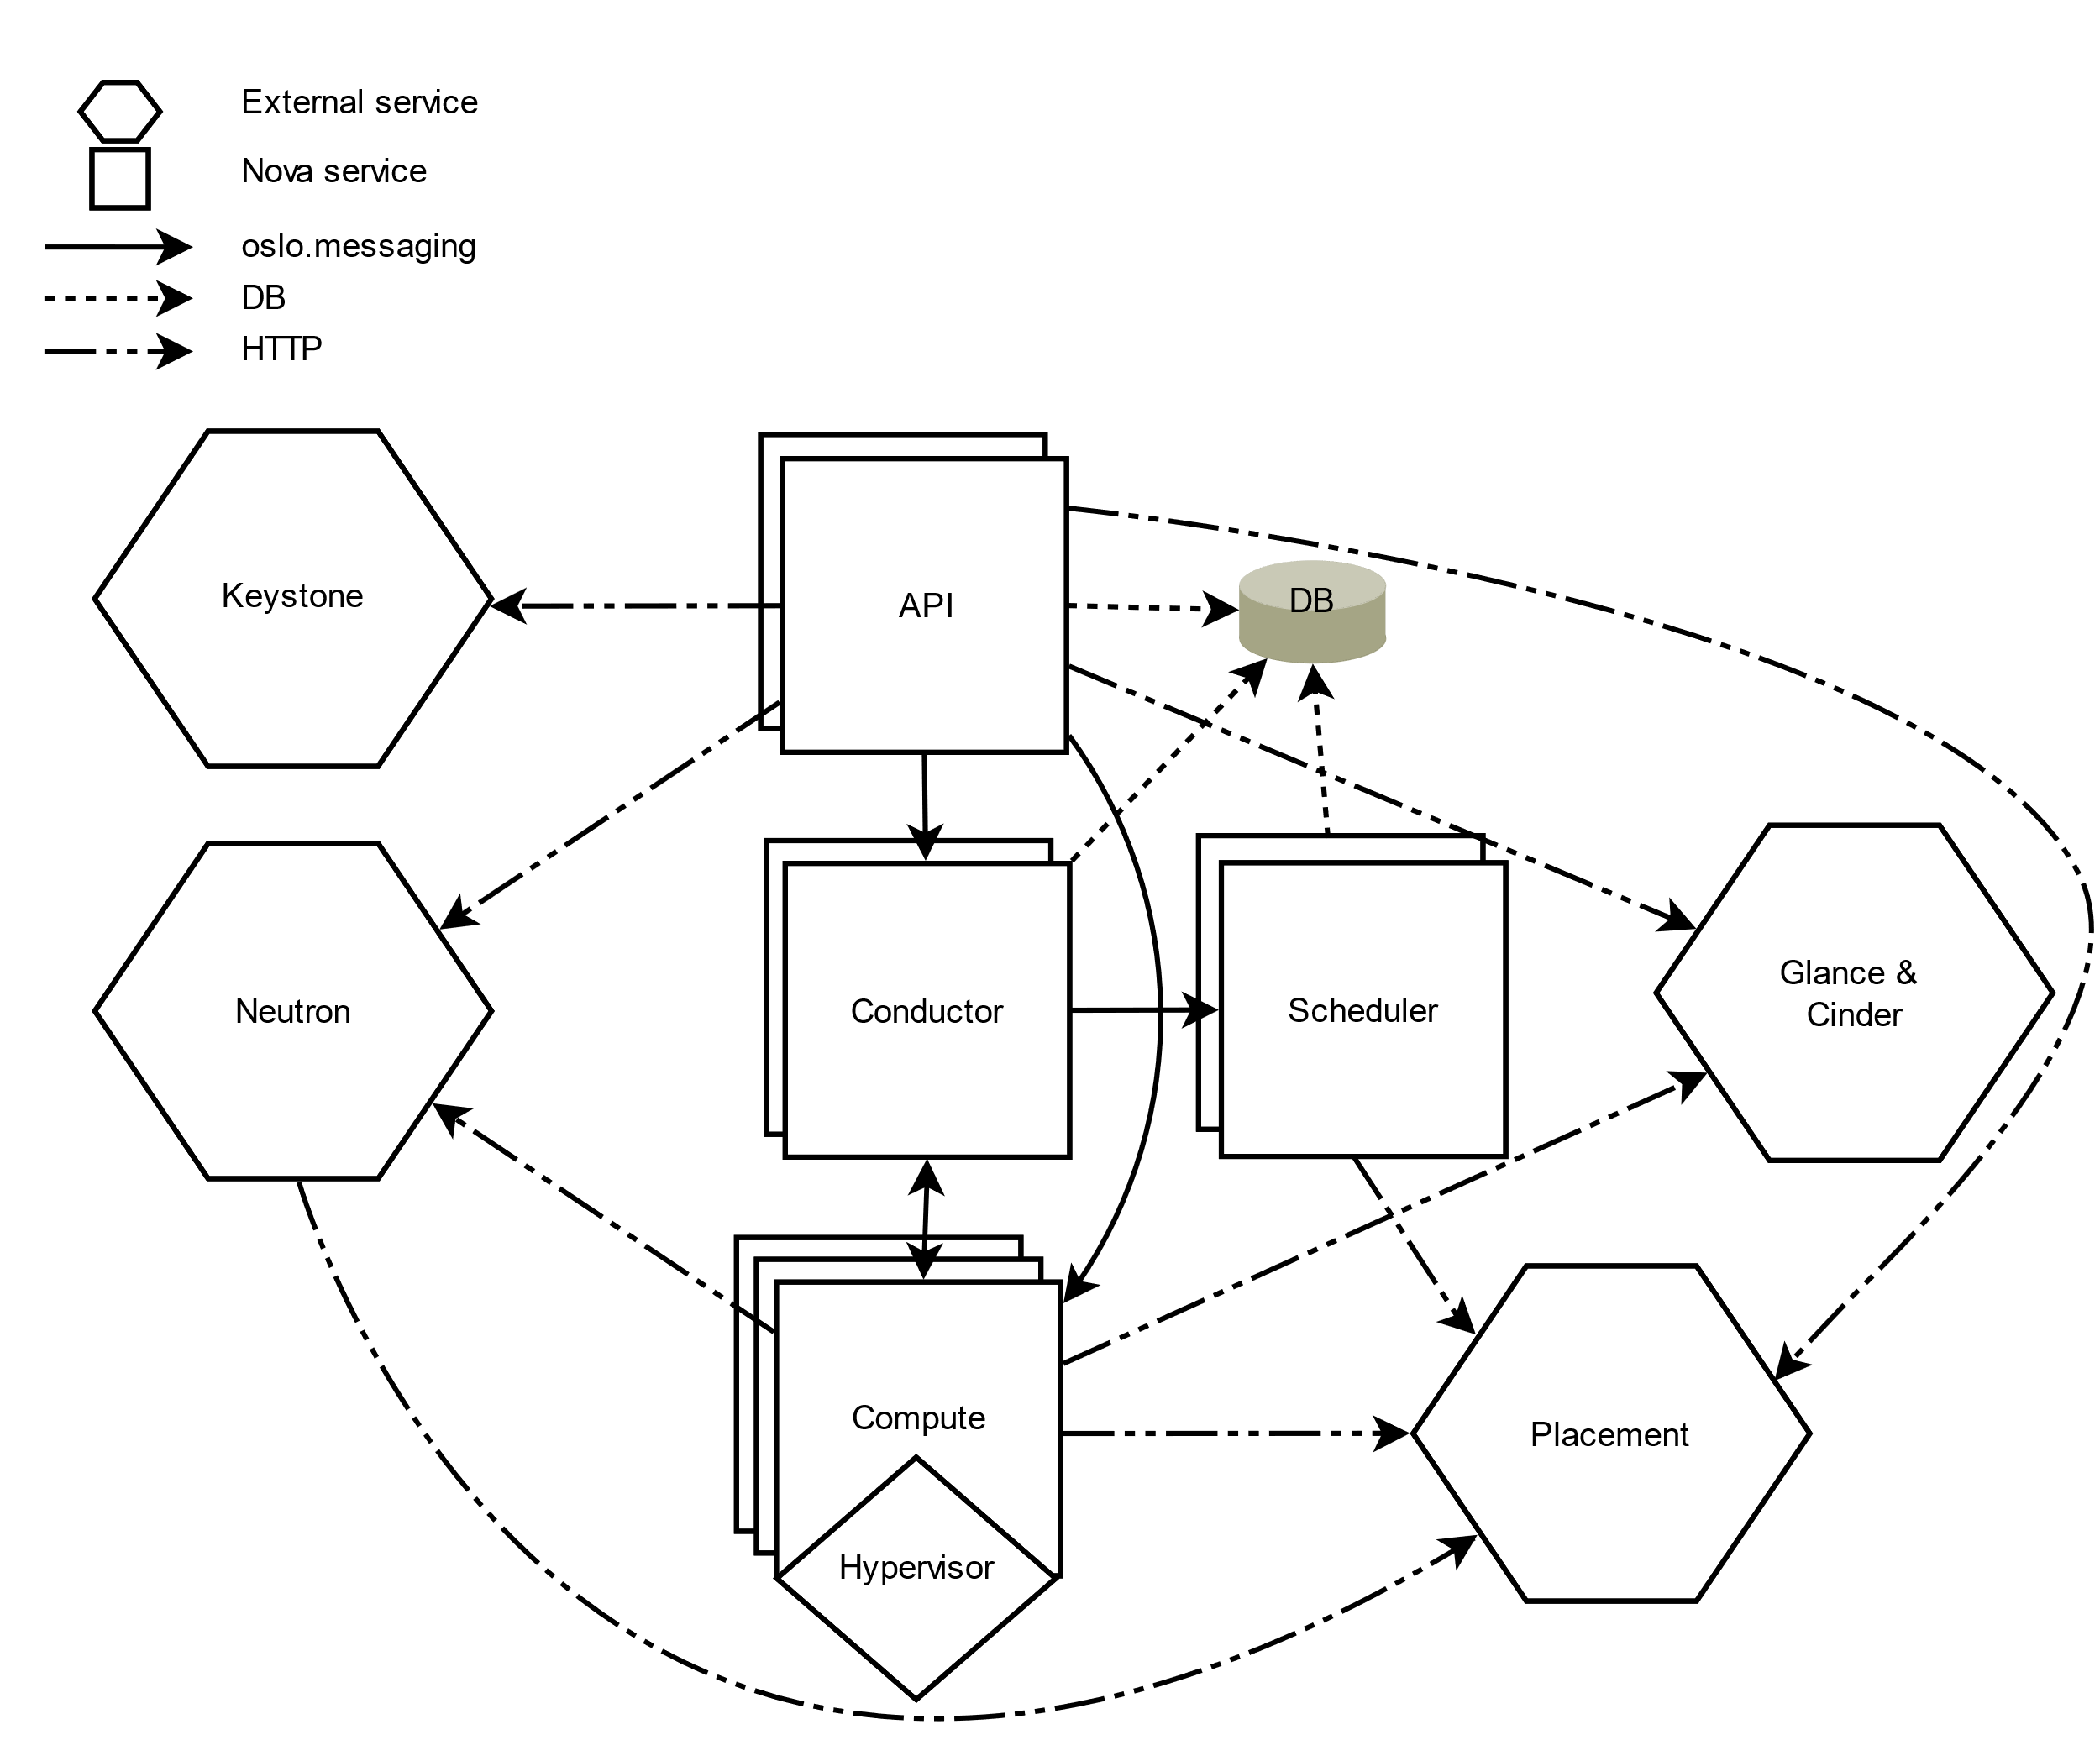 External service
Nova service
oslo.messaging
DB
HTTP
Keystone
API
DB
Neutron
Conductor
Scheduler
Glance &
Cinder
Compute
Placement
Hypervisor